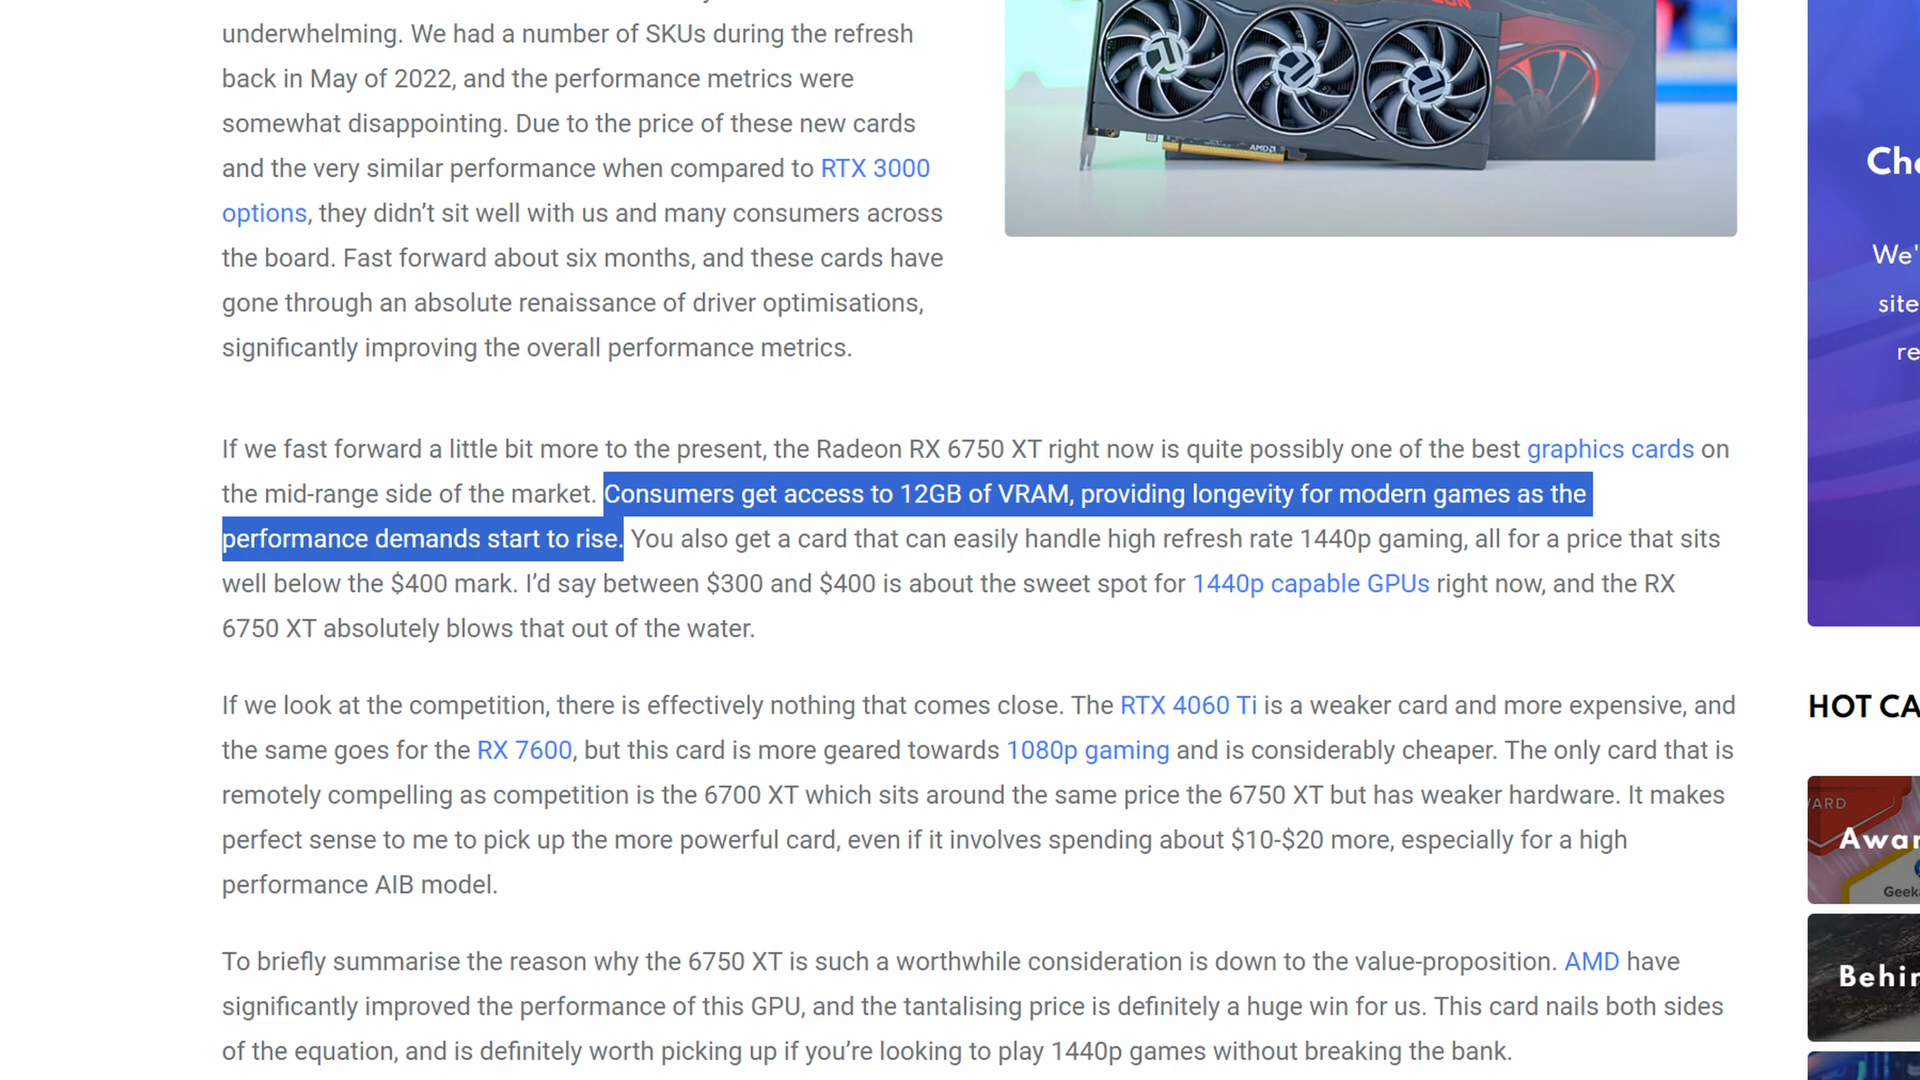 underwhelming. We had a number of SKUs during the refresh
back in May of 2022, and the performance metrics were
somewhat disappointing. Due to the price of these new cards
and the very similar performance when compared to RTX 3000
options, they didn’t sit well with us and many consumers across
the board. Fast forward about six months, and these cards have
gone through an absolute renaissance of driver optimisations,
significantly improving the overall performance metrics.
AMD
If we fast forward a little bit more to the present, the Radeon RX 6750 XT right now is quite possibly one of the best graphics cards on
the mid-range side of the market. Consumers get access to 12GB of VRAM, providing longevity for modern games as the
performance demands start to rise. You also get a card that can easily handle high refresh rate 1440p gaming, all for a price that sits
well below the $400 mark. I’d say between $300 and $400 is about the sweet spot for 1440p capable GPUs right now, and the RX
6750 XT absolutely blows that out of the water.
If we look at the competition, there is effectively nothing that comes close. The RTX 4060 Ti is a weaker card and more expensive, and
the same goes for the RX 7600, but this card is more geared towards 1080p gaming and is considerably cheaper. The only card that is
remotely compelling as competition is the 6700 XT which sits around the same price the 6750 XT but has weaker hardware. It makes
perfect sense to me to pick up the more powerful card, even if it involves spending about $10-$20 more, especially for a high
performance AIB model.
To briefly summarise the reason why the 6750 XT is such a worthwhile consideration is down to the value-proposition. AMD have
significantly improved the performance of this GPU, and the tantalising price is definitely a huge win for us. This card nails both sides
of the equation, and is definitely worth picking up if you’re looking to play 1440p games without breaking the bank.
Che
We'
site
re
HOT CA
ARD
Awar
Geek
Behin